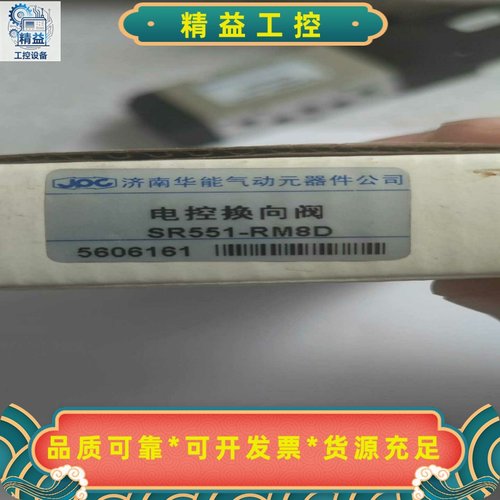 精益
工控设备
精益工控
JPC 济南华能气动元器件公司
电控换向阀
SR551-RM8D
5606161
品质可靠*可开发票*货源充足